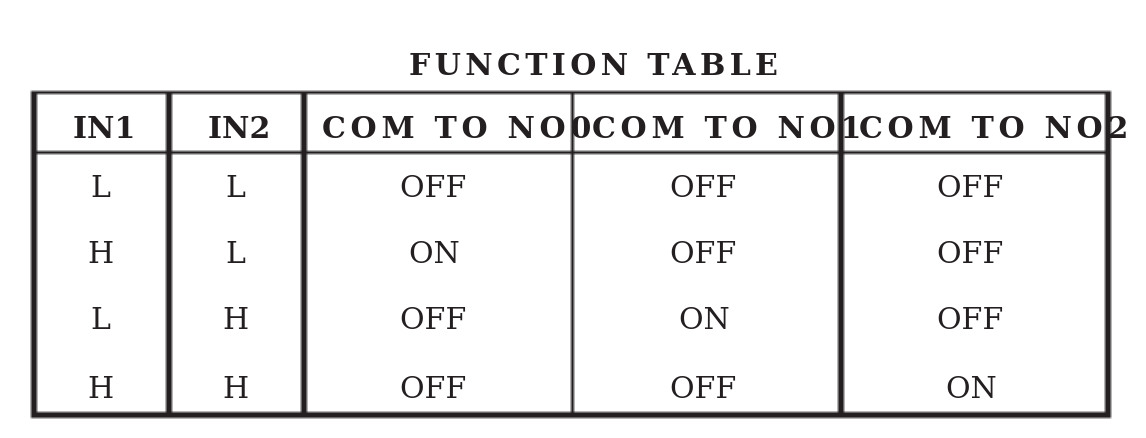 FUNCTION TABLE
IN1 IN2 COM TO NO0 COM TO NO1 COM TO NO2
L L OFF OFF OFF
H L ON OFF OFF
L H OFF ON OFF
H H OFF OFF ON